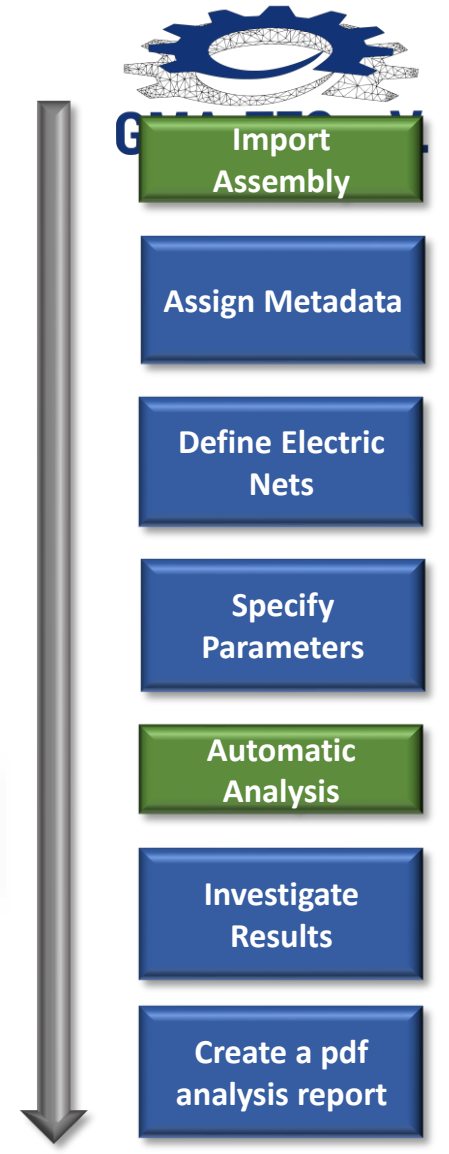 Import
Assembly
Assign Metadata
Define Electric
Nets
Specify
Parameters
Automatic
Analysis
Investigate
Results
Create a pdf
analysis report